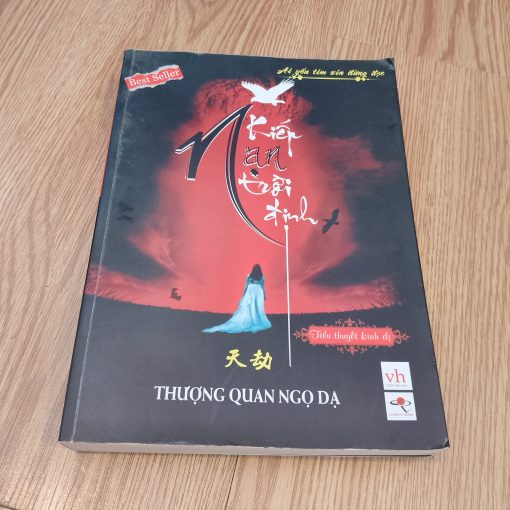 Best Seller
Ai yếu tim xin đừng đọc
Kiếp
Nạn
trời
định
Tiểu thuyết kinh dị
天劫
THƯỢNG QUAN NGỌ DẠ
vh